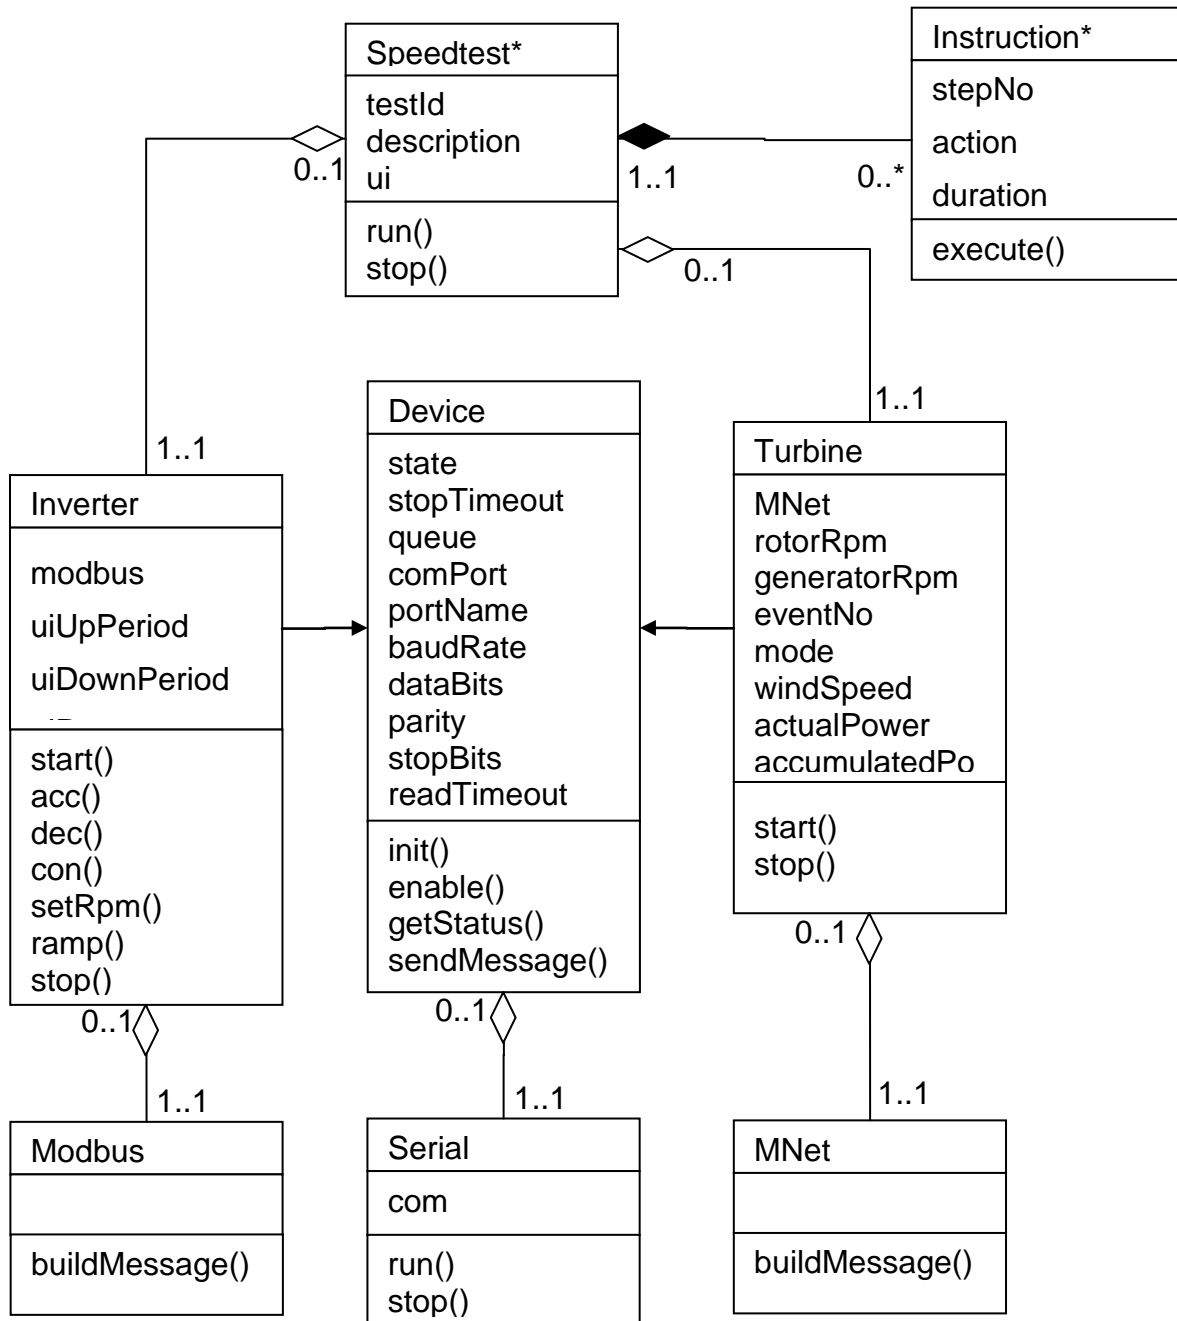 Speedtest*
testId
description
ui
run()
stop()
Instruction*
stepNo
action
duration
execute()
0..1
1..1
0..*
0..1
1..1
1..1
Inverter
modbus
uiUpPeriod
uiDownPeriod
start()
acc()
dec()
con()
setRpm()
ramp()
stop()
Device
state
stopTimeout
queue
comPort
portName
baudRate
dataBits
parity
stopBits
readTimeout
init()
enable()
getStatus()
sendMessage()
Turbine
MNet
rotorRpm
generatorRpm
eventNo
mode
windSpeed
actualPower
accumulatedPo
start()
stop()
0..1
0..1
0..1
1..1
1..1
1..1
Modbus
buildMessage()
Serial
com
run()
stop()
MNet
buildMessage()